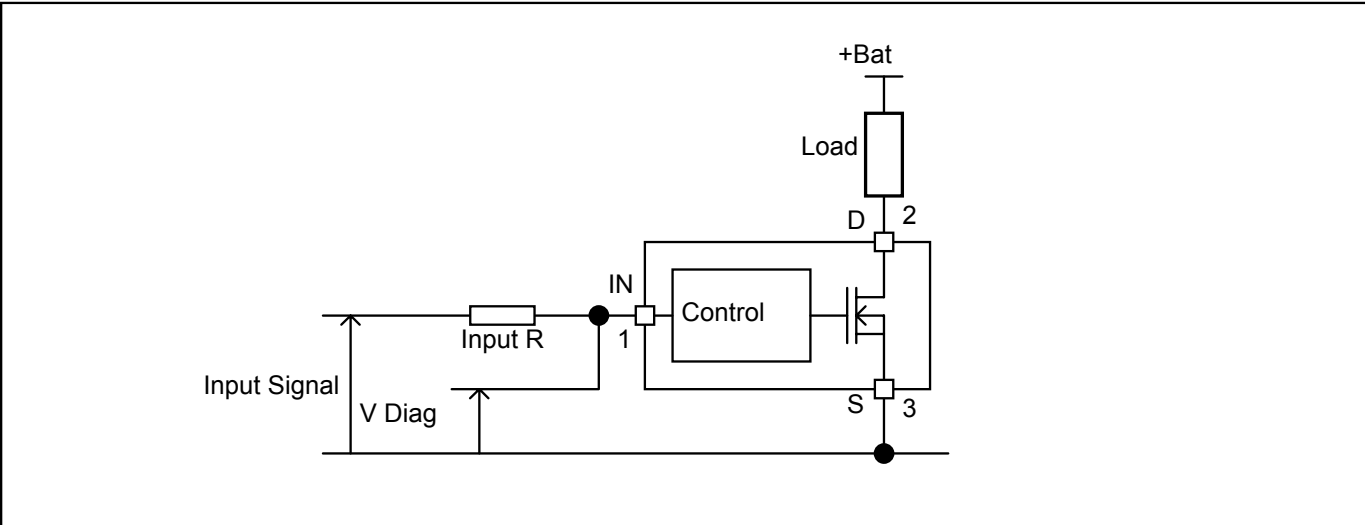 +Bat
Load
D
2
IN
Control
1
Input R
Input Signal
V Diag
S
3